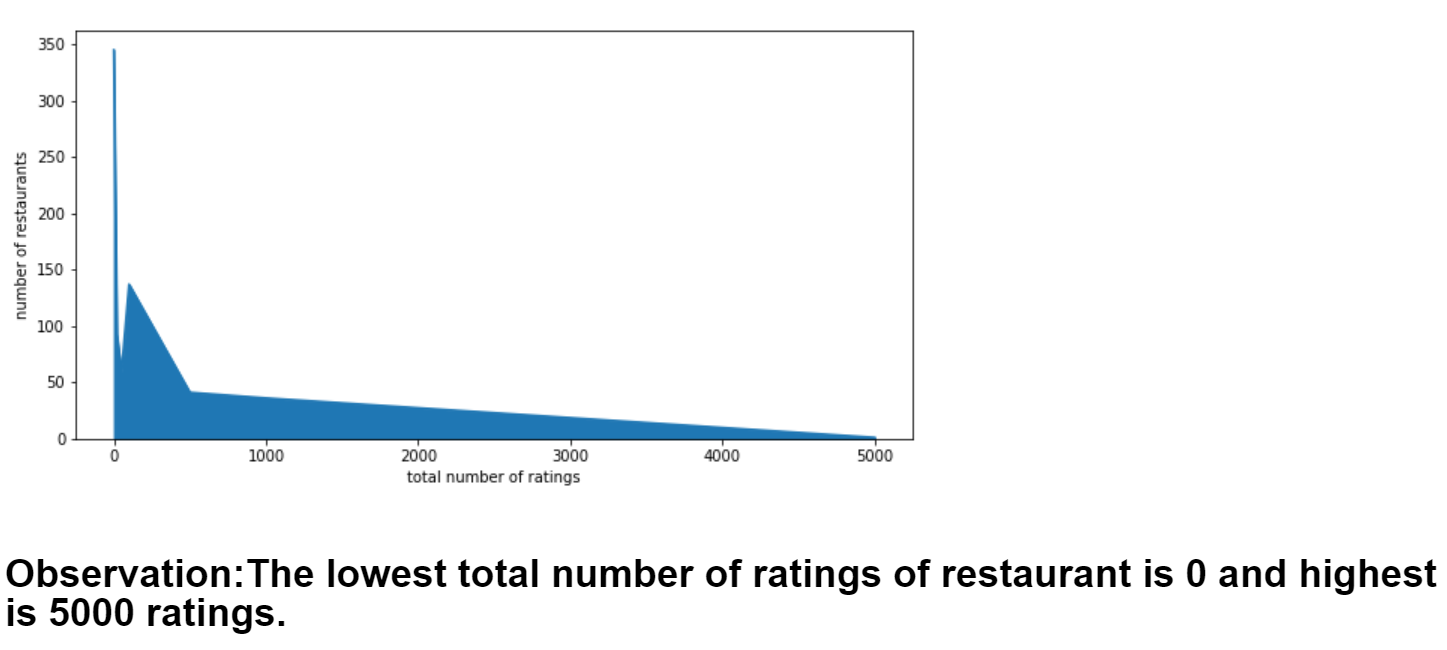 350
300
250
200
150
100
50
0
number of restaurants
0 1000 2000 3000 4000 5000
total number of ratings
Observation:The lowest total number of ratings of restaurant is 0 and highest
is 5000 ratings.